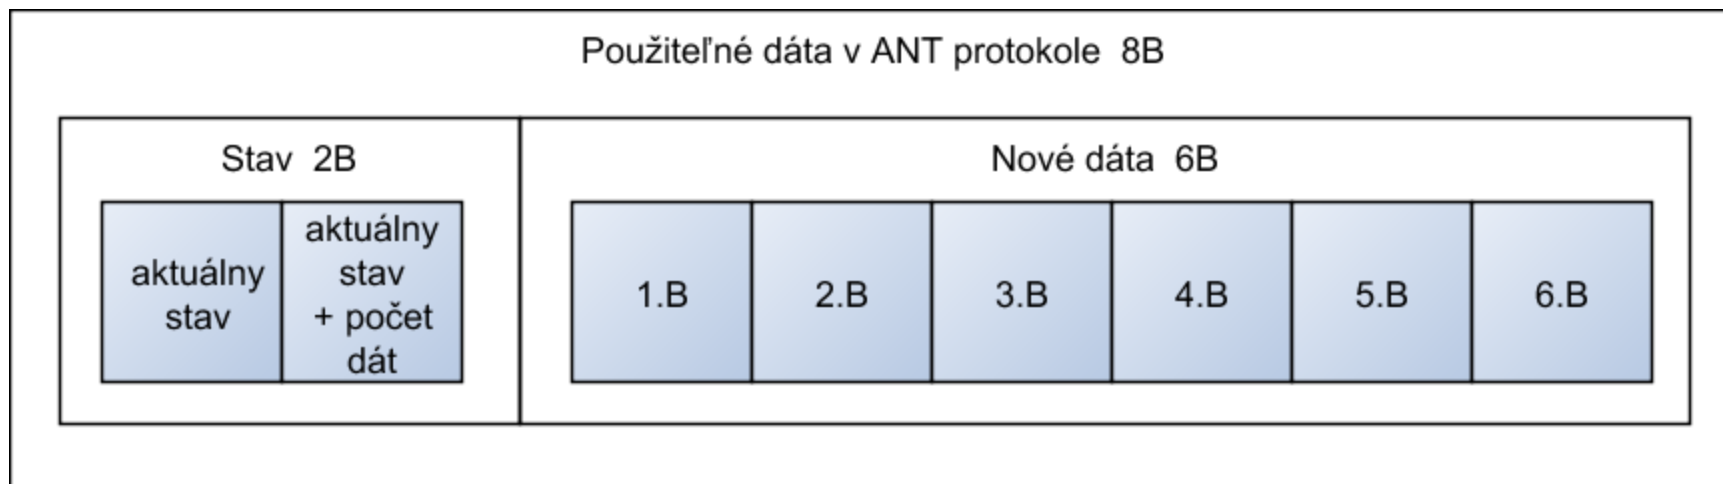 Použiteľné dáta v ANT protokole 8B
Stav 2B
aktuálny
stav
aktuálny
stav
+ počet
dát
Nové dáta 6B
1.B
2.B
3.B
4.B
5.B
6.B